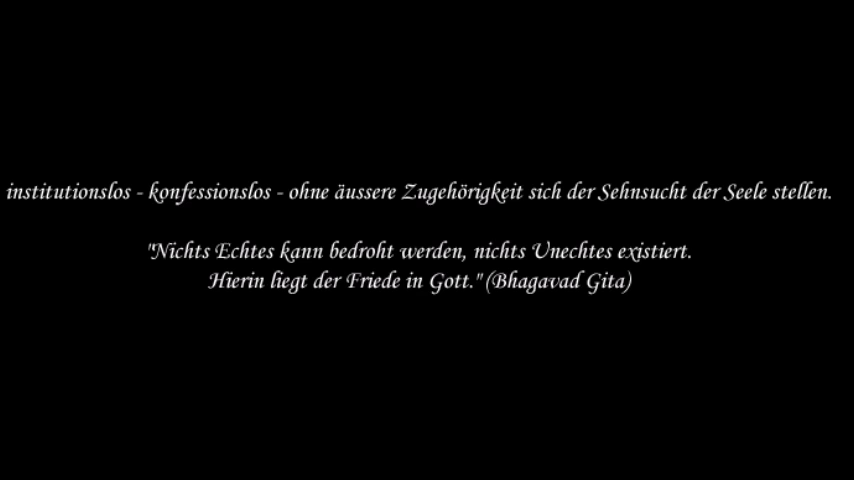 institutionslos - konfessionslos - ohne äussere Zugehörigkeit sich der Sehnsucht der Seele stellen.
"Nichts Echtes kann bedroht werden, nichts Unechtes existiert.
Hierin liegt der Friede in Gott." (Bhagavad Gita)